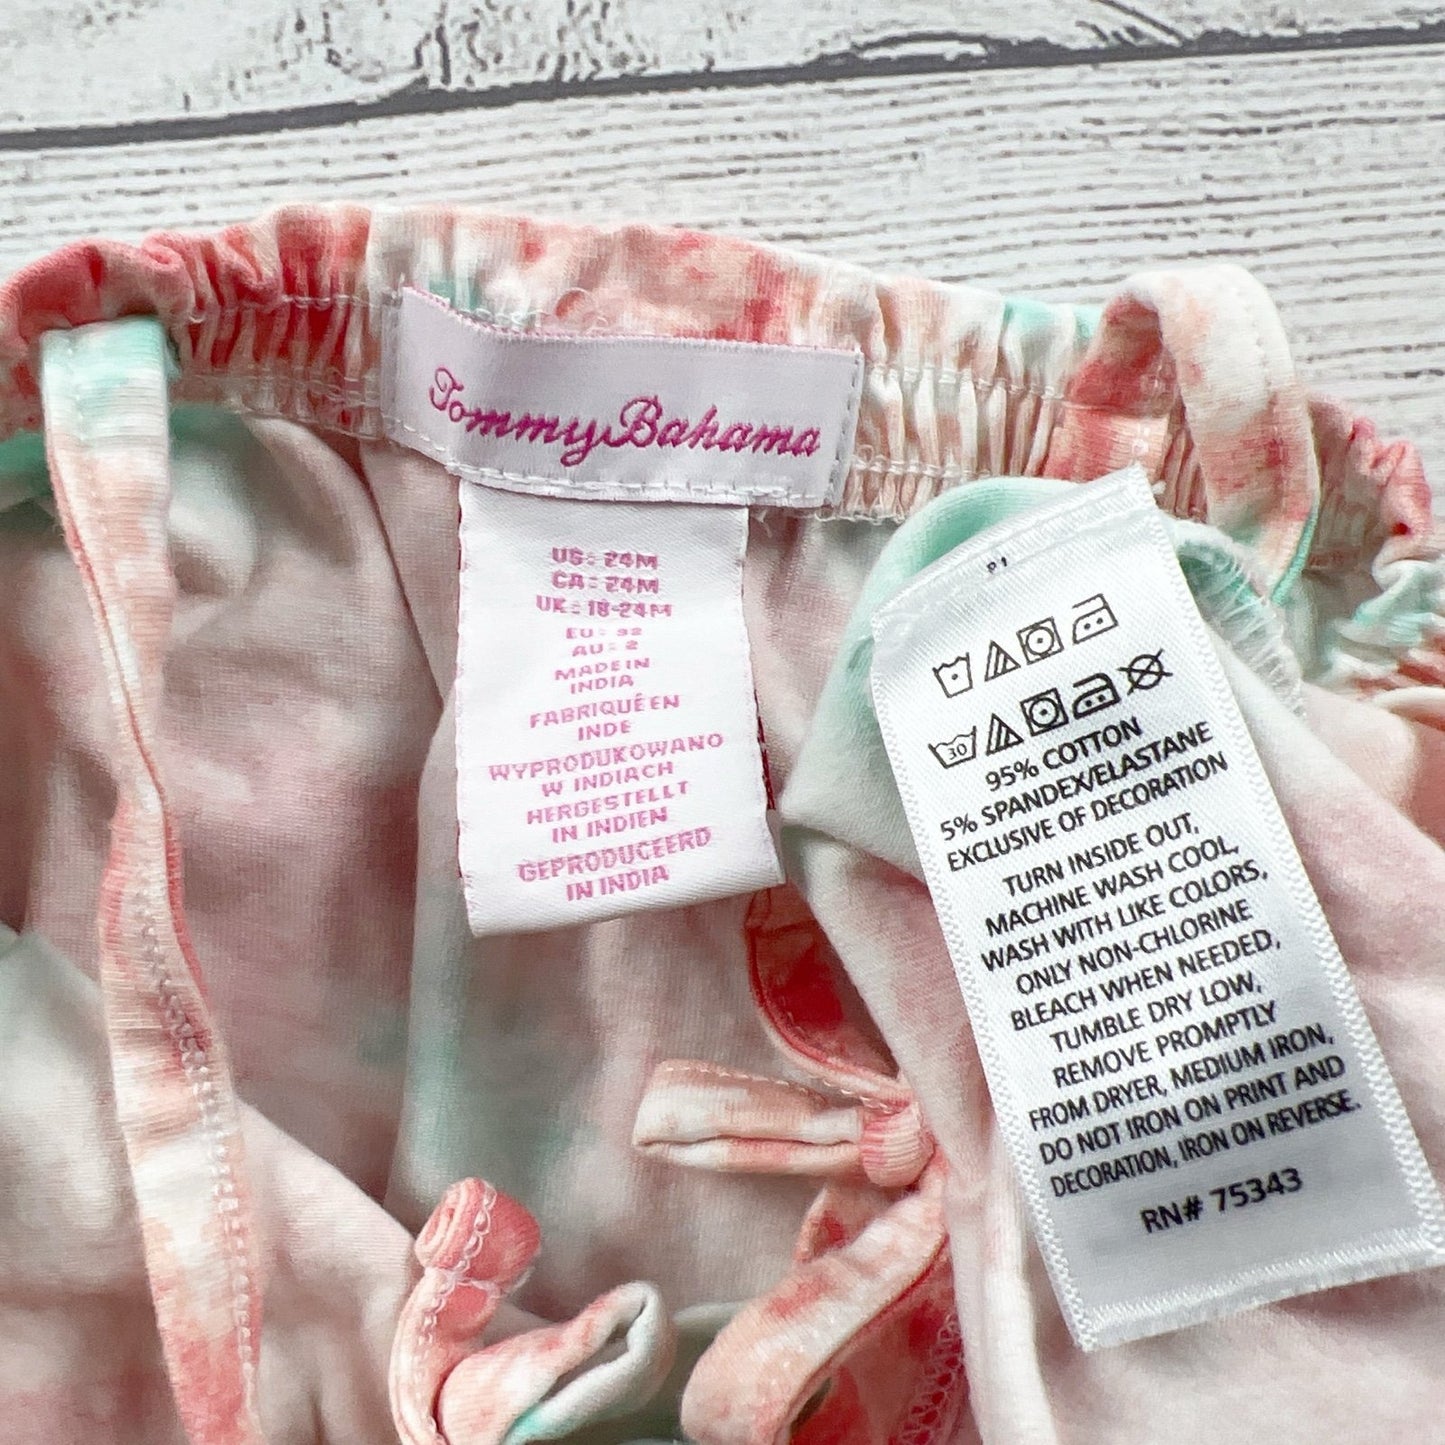 Tommy Bahama
US: 24M
CA: 24M
UK: 18-24M
EU: 92
AU: 2
MADE IN
INDIA
FABRIQUÉ EN
INDE
WYPRODUKOWANO
W INDIACH
HERGESTELLT
IN INDIEN
GEPRODUCEERD
IN INDIA
P1
30
95% COTTON
5% SPANDEX/ELASTANE
EXCLUSIVE OF DECORATION
TURN INSIDE OUT,
MACHINE WASH COOL,
WASH WITH LIKE COLORS,
ONLY NON-CHLORINE
BLEACH WHEN NEEDED,
TUMBLE DRY LOW,
REMOVE PROMPTLY
FROM DRYER, MEDIUM IRON,
DO NOT IRON ON PRINT AND
DECORATION, IRON ON REVERSE.
RN# 75343